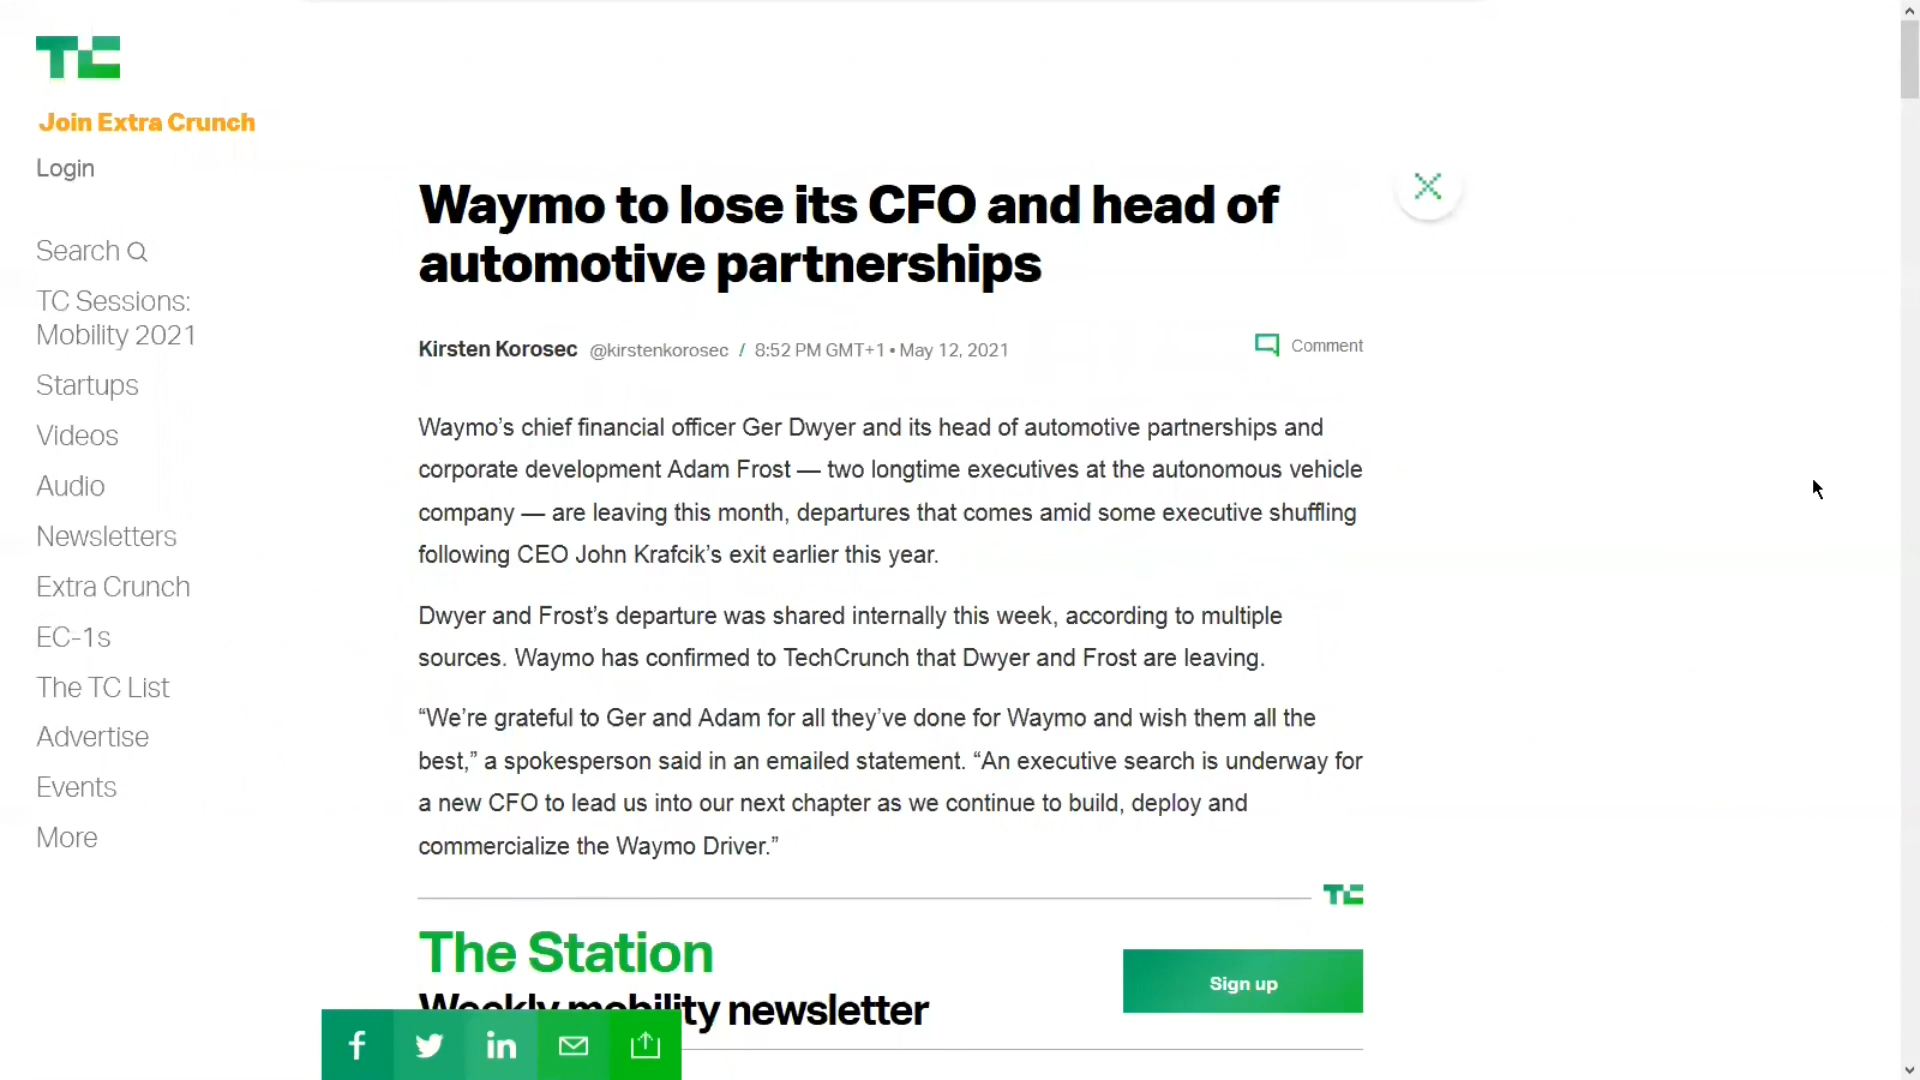 TC
Join Extra Crunch
Login
Search
TC Sessions:
Mobility 2021
Startups
Videos
Audio
Newsletters
Extra Crunch
EC-1s
The TC List
Advertise
Events
More
Waymo to lose its CFO and head of
automotive partnerships
Kirsten Korosec @kirstenkorosec / 8:52 PM GMT+1 • May 12, 2021
Comment
Waymo’s chief financial officer Ger Dwyer and its head of automotive partnerships and
corporate development Adam Frost — two longtime executives at the autonomous vehicle
company — are leaving this month, departures that comes amid some executive shuffling
following CEO John Krafcik’s exit earlier this year.
Dwyer and Frost’s departure was shared internally this week, according to multiple
sources. Waymo has confirmed to TechCrunch that Dwyer and Frost are leaving.
“We’re grateful to Ger and Adam for all they’ve done for Waymo and wish them all the
best,” a spokesperson said in an emailed statement. “An executive search is underway for
a new CFO to lead us into our next chapter as we continue to build, deploy and
commercialize the Waymo Driver.”
TC
The Station
Weekly mobility newsletter
Sign up